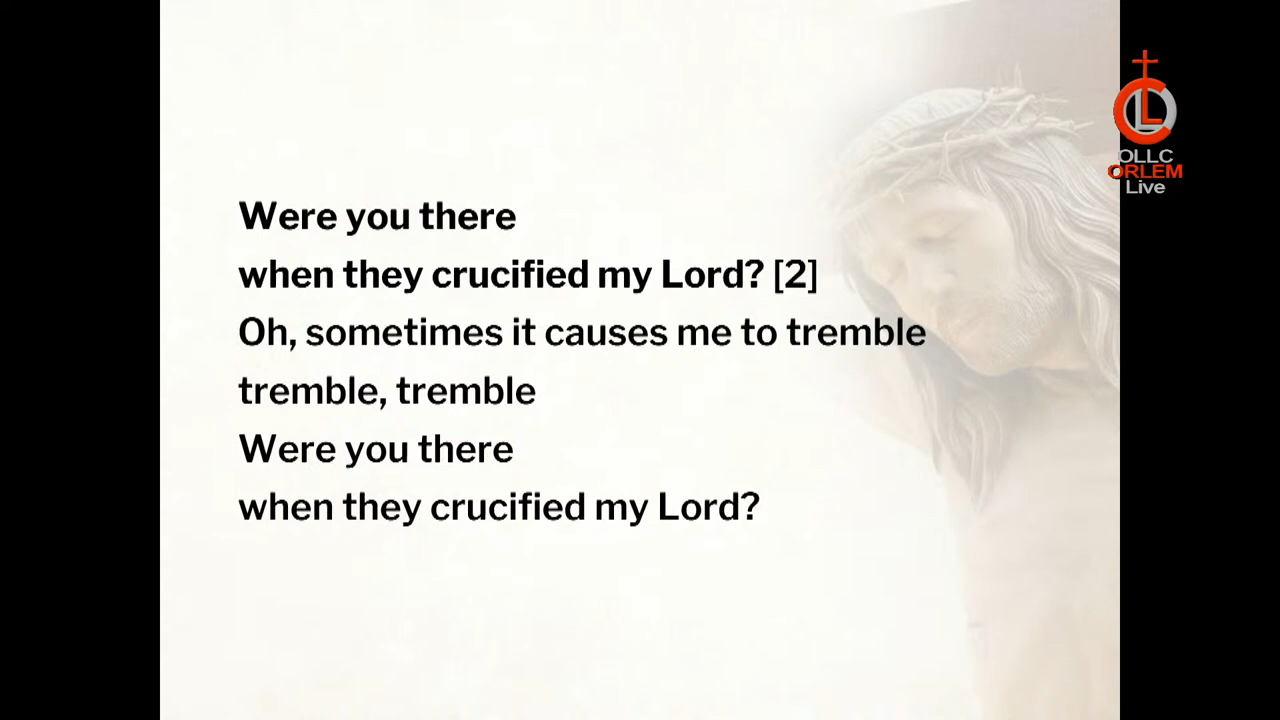 Were you there
when they crucified my Lord? [2]
Oh, sometimes it causes me to tremble
tremble, tremble
Were you there
when they crucified my Lord?
OLLC
ORLEM
Live